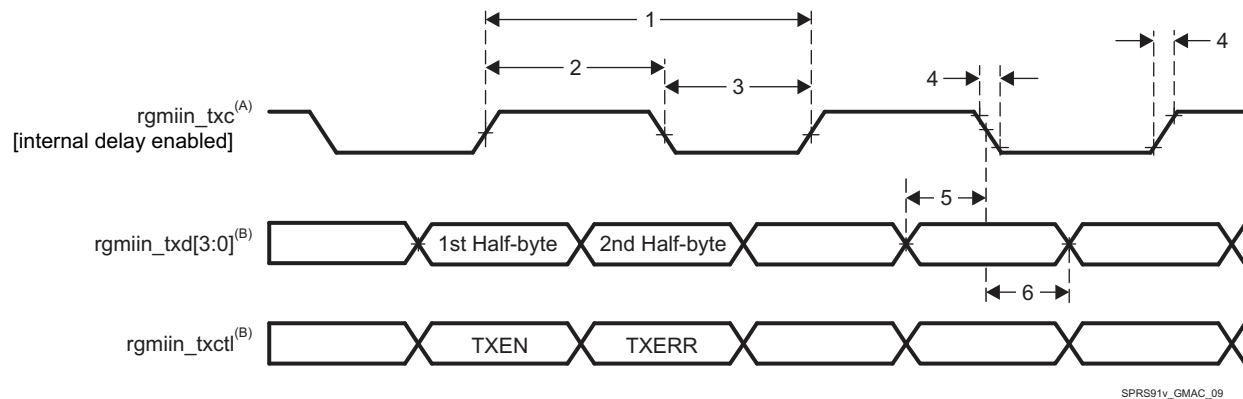 1
2
3
4
4
rgmiin_txc(A)
[internal delay enabled]
5
rgmiin_txd[3:0](B)
1st Half-byte
2nd Half-byte
6
rgmiin_txctl(B)
TXEN
TXERR
SPRS91v_GMAC_09